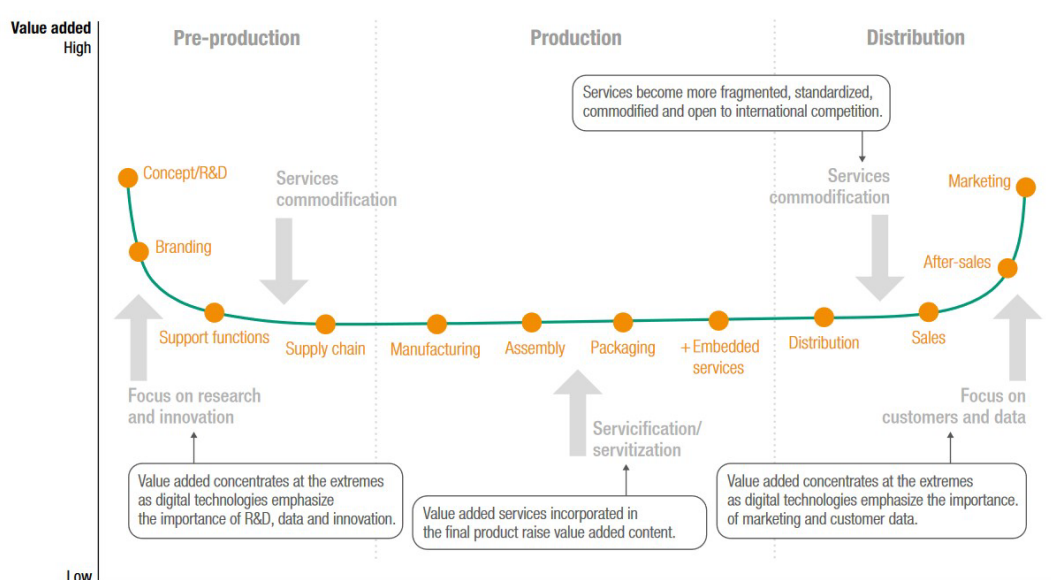 Value added
High
Pre-production
Production
Distribution
Services become more fragmented, standardized,
commodified and open to international competition.
Concept/R&D
Services
commodification
Services
commodification
Marketing
Branding
After-sales
Support functions
Supply chain
Manufacturing
Assembly
Packaging
+Embedded
services
Distribution
Sales
Focus on research
and innovation
Servicification/
servitization
Focus on
customers and data
Value added concentrates at the extremes
as digital technologies emphasize
the importance of R&D, data and innovation.
Value added services incorporated in
the final product raise value added content.
Value added concentrates at the extremes
as digital technologies emphasize the importance.
of marketing and customer data.
Low